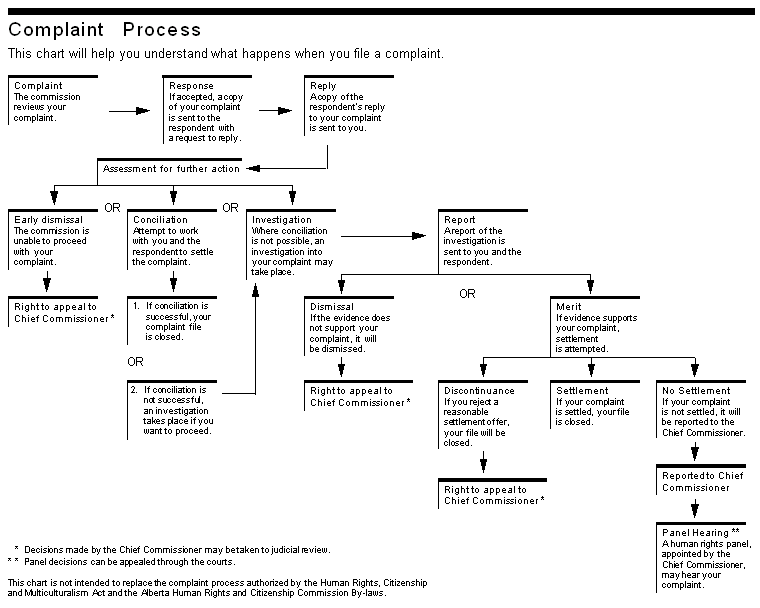 Complaint Process
This chart will help you understand what happens when you file a complaint.
Complaint
The commission
reviews your
complaint.
Response
If accepted, a copy
of your complaint
is sent to the
respondent with
a request to reply.
Reply
A copy of the
respondent's reply
to your complaint
is sent to you.
Assessment for further action
Early dismissal
The commission is
unable to proceed
with your
complaint.
OR
Conciliation
Attempt to work
with you and the
respondent to settle
the complaint.
OR
Investigation
Where conciliation
is not possible, an
investigation into
your complaint may
take place.
Report
A report of the
investigation is
sent to you and the
respondent.
Right to appeal to
Chief Commissioner*
1. If conciliation is
successful, your
complaint file
is closed.
OR
2. If conciliation is
not successful,
an investigation
takes place if you
want to proceed.
Dismissal
If the evidence does
not support your
complaint, it will
be dismissed.
OR
Merit
If evidence supports
your complaint,
settlement
is attempted.
Right to appeal to
Chief Commissioner*
Discontinuance
If you reject a
reasonable
settlement offer,
your file will be
closed.
Settlement
If your complaint
is settled, your file
is closed.
No Settlement
If your complaint
is not settled, it will
be reported to the
Chief Commissioner.
Right to appeal to
Chief Commissioner*
Reported to Chief
Commissioner
Panel Hearing **
A human rights panel,
appointed by the
Chief Commissioner,
may hear your
complaint.
* Decisions made by the Chief Commissioner may be taken to judicial review.
** Panel decisions can be appealed through the courts.
This chart is not intended to replace the complaint process authorized by the Human Rights, Citizenship
and Multiculturalism Act and the Alberta Human Rights and Citizenship Commission By-laws.